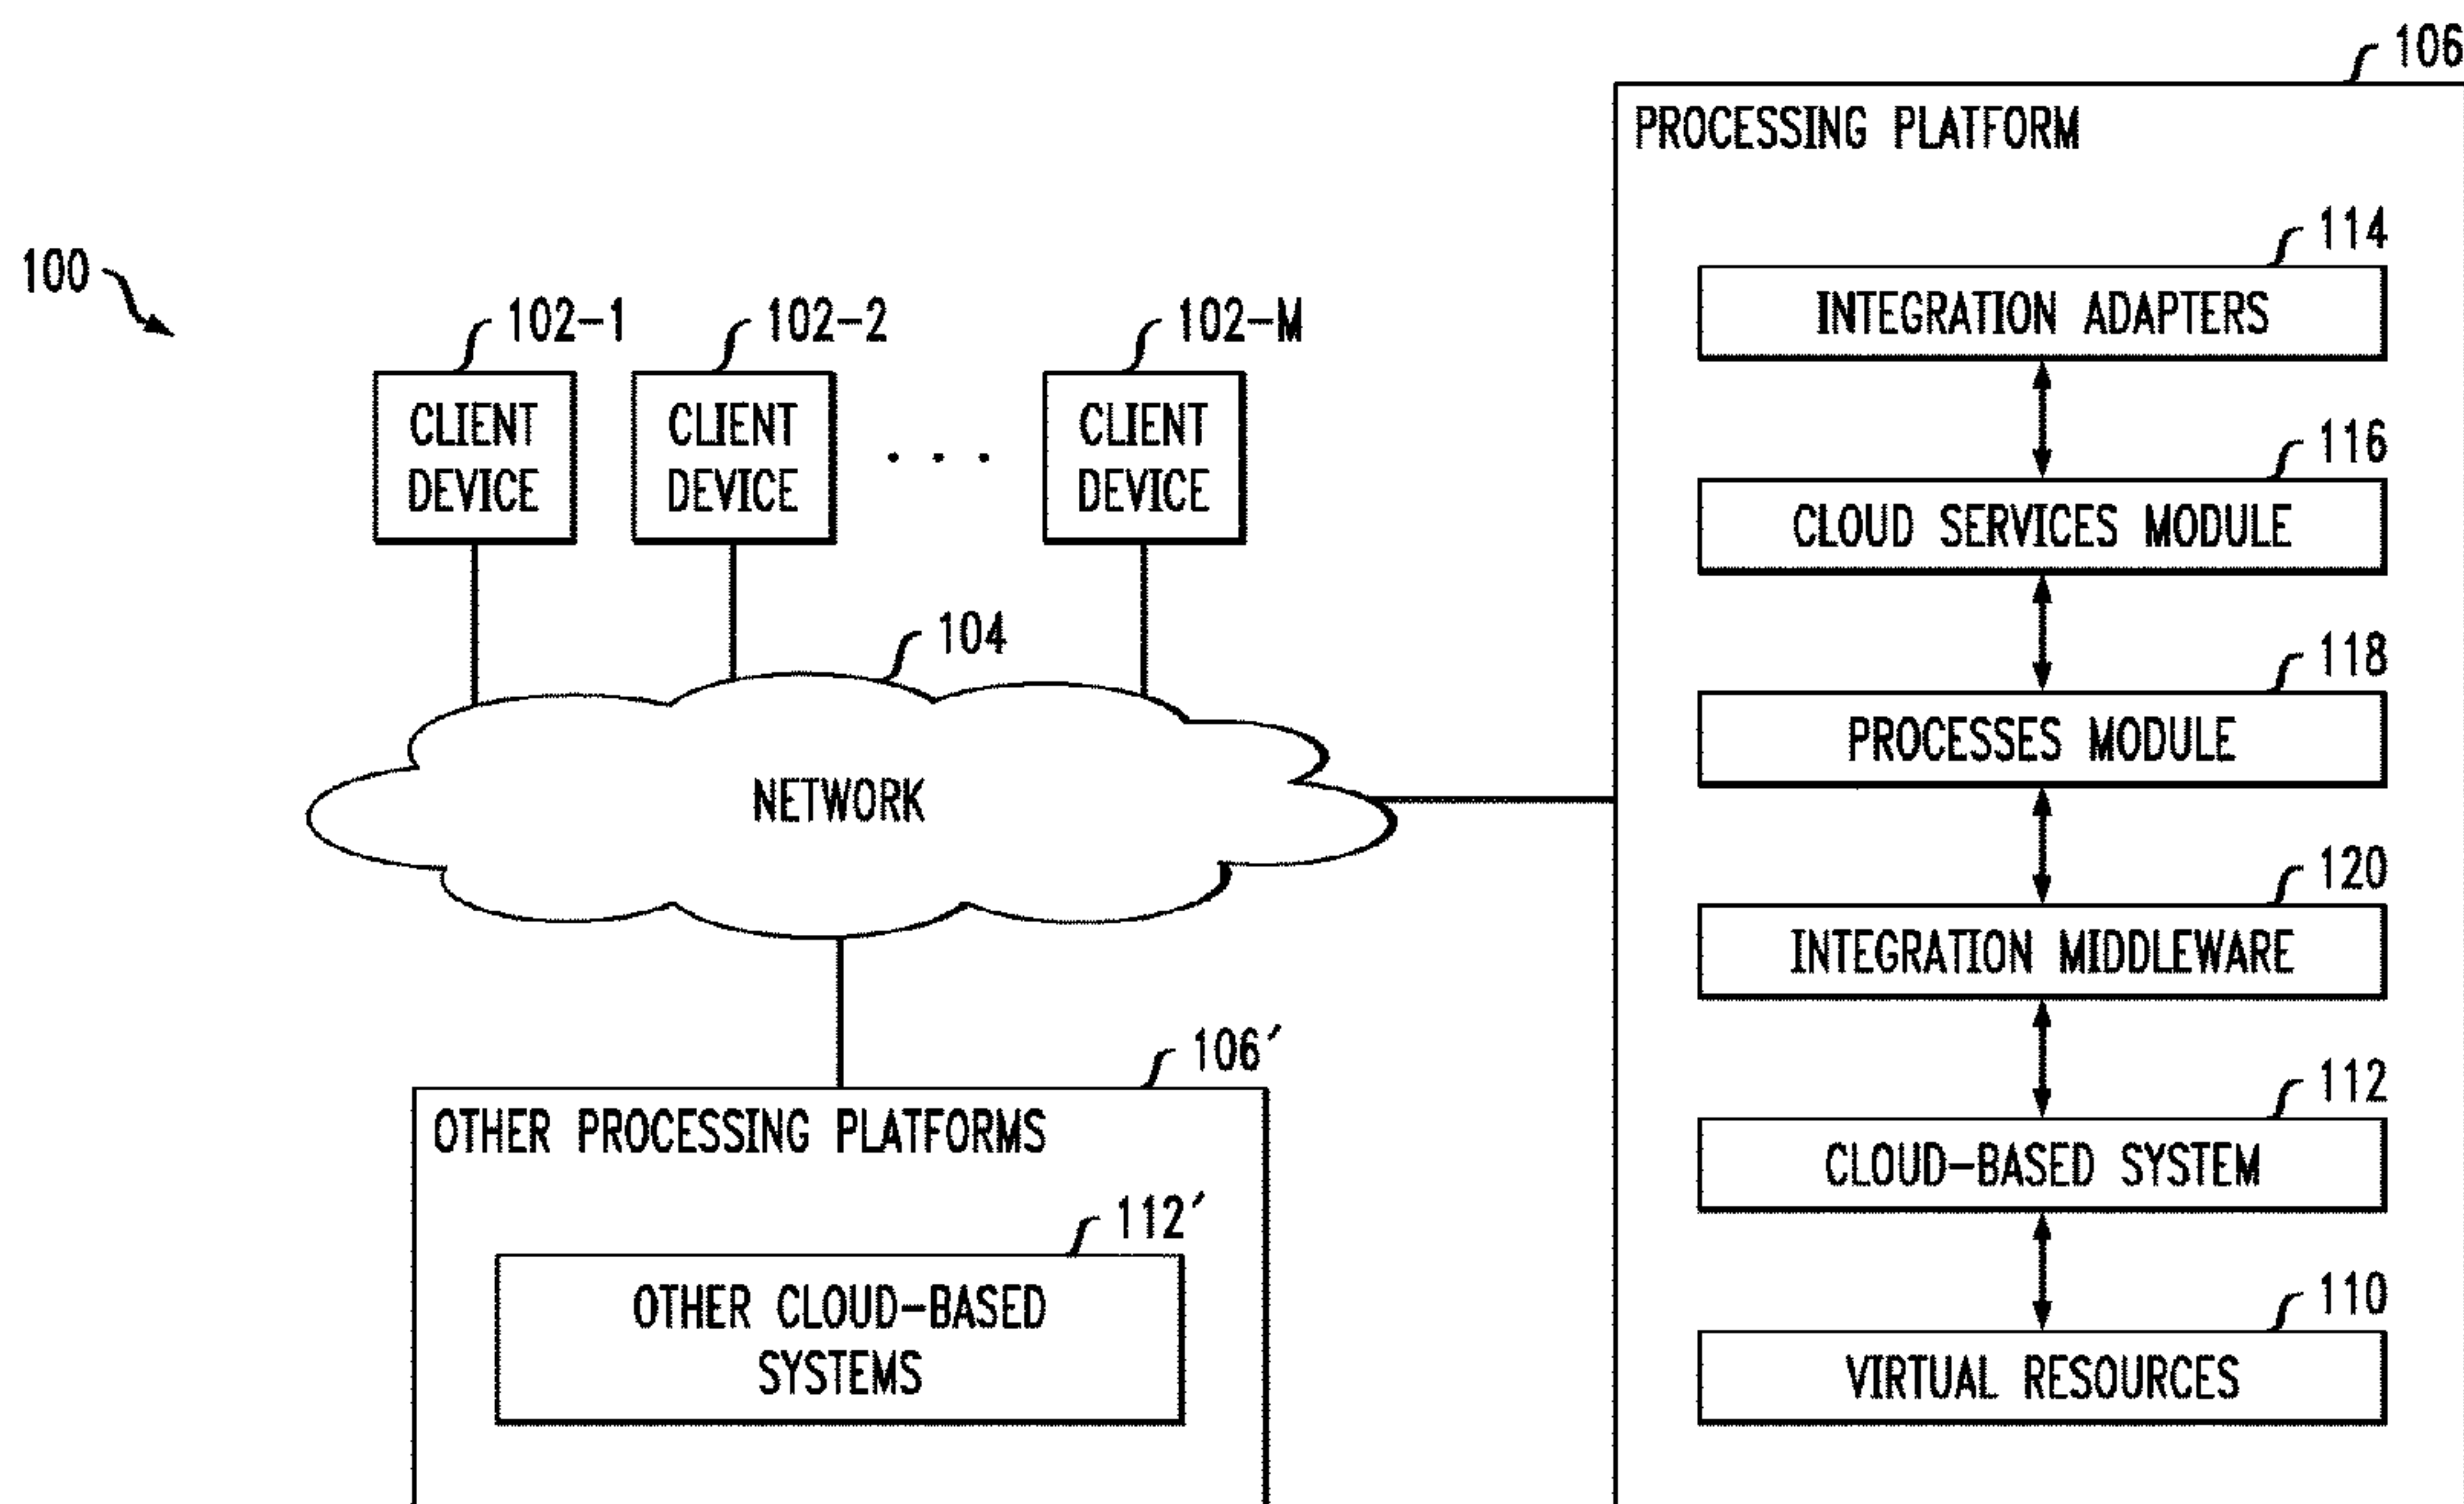 106
PROCESSING PLATFORM
114
INTEGRATION ADAPTERS
100
102-1
102-2
102-M
CLIENT
DEVICE
CLIENT
DEVICE
. . .
CLIENT
DEVICE
116
CLOUD SERVICES MODULE
104
NETWORK
118
PROCESSES MODULE
120
INTEGRATION MIDDLEWARE
106′
OTHER PROCESSING PLATFORMS
112′
OTHER CLOUD-BASED
SYSTEMS
112
CLOUD-BASED SYSTEM
110
VIRTUAL RESOURCES